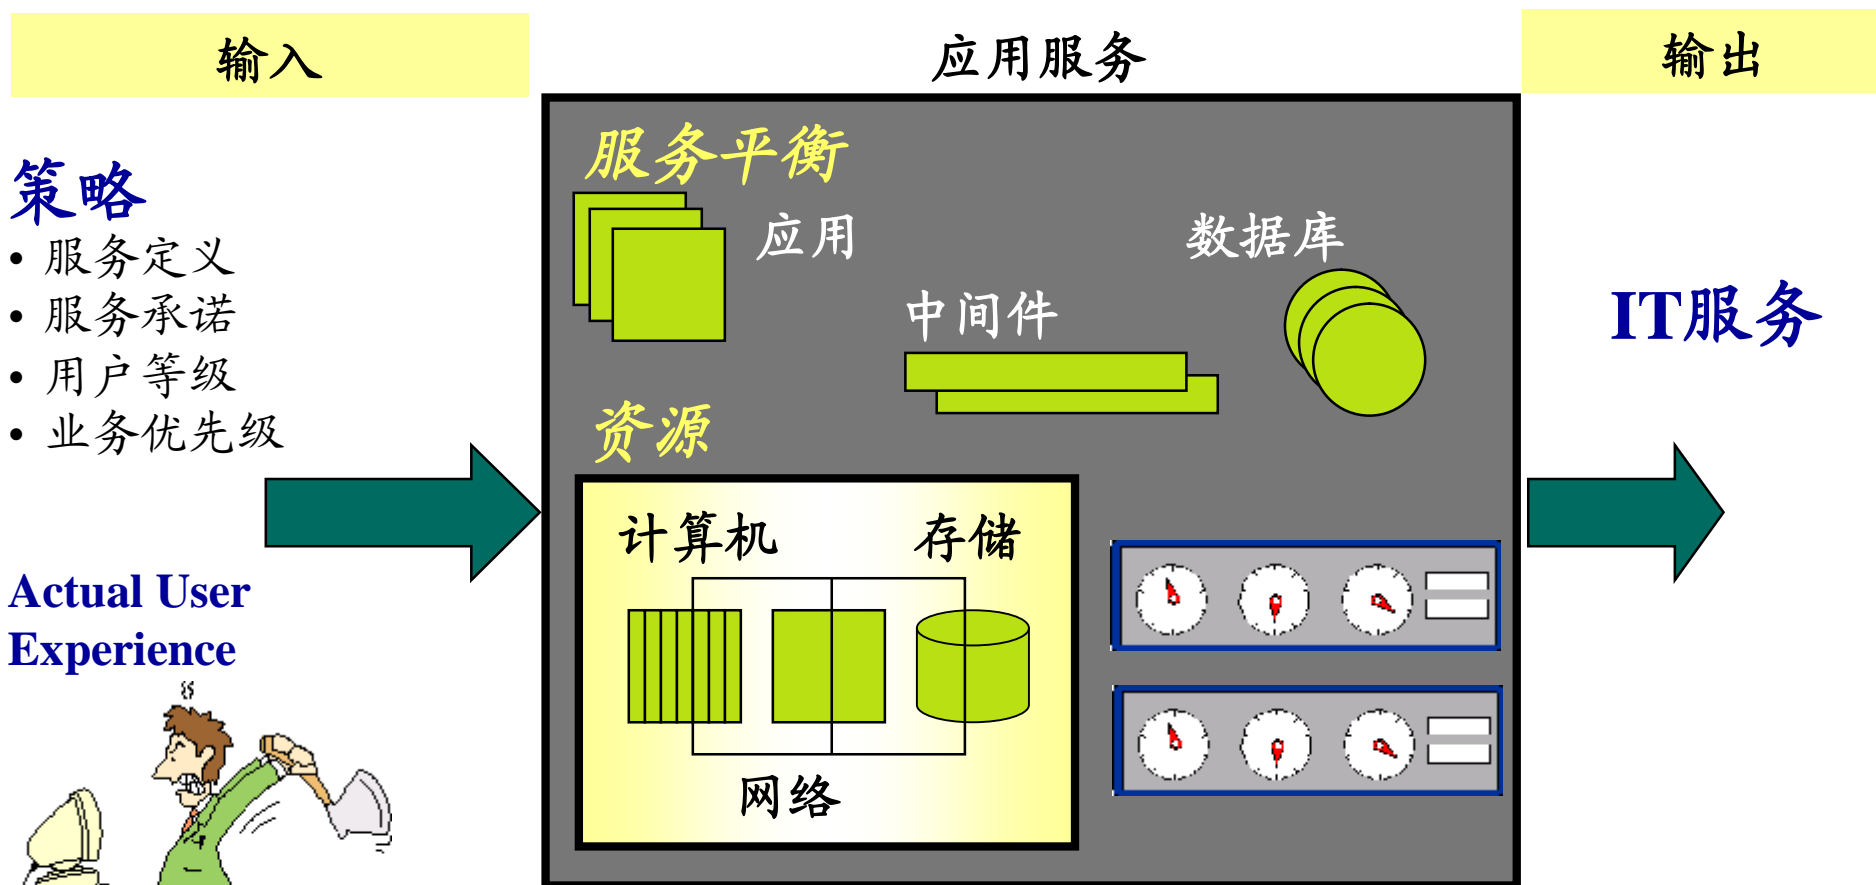 输入
应用服务
输出
策略
• 服务定义
• 服务承诺
• 用户等级
• 业务优先级
Actual User
Experience
服务平衡
应用
数据库
中间件
资源
计算机
存储
网络
IT服务